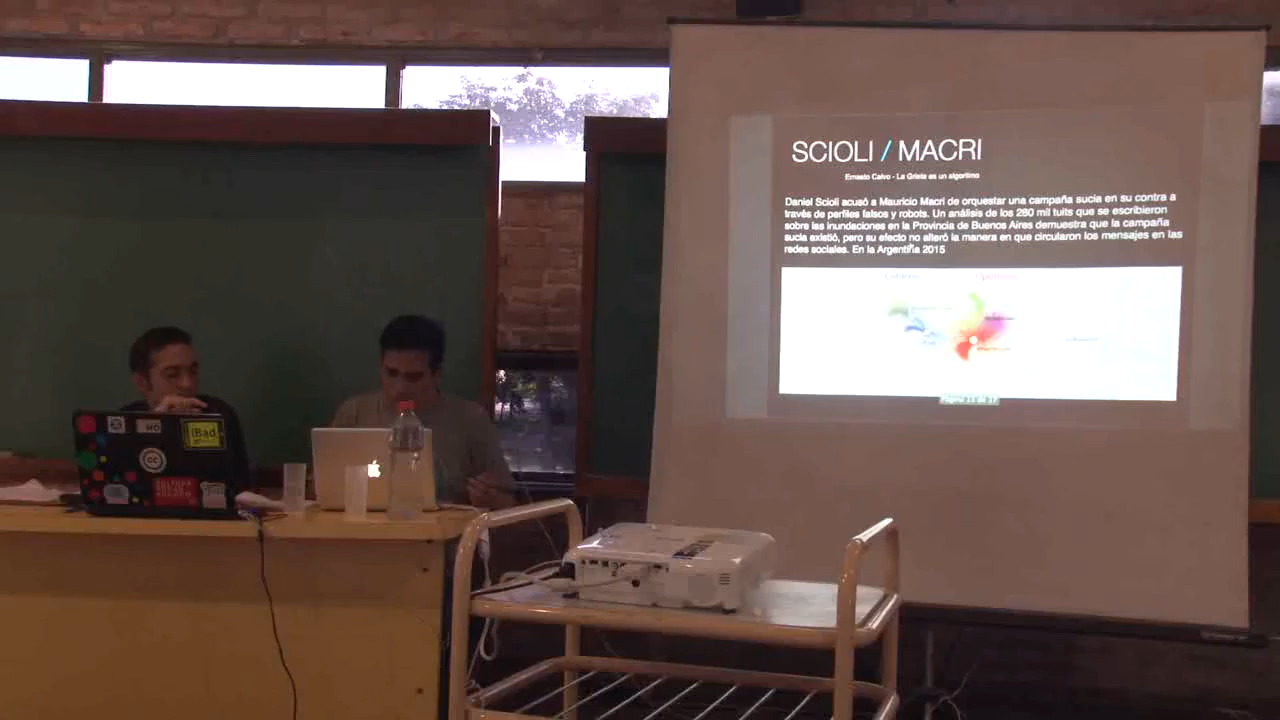 SCIOLI / MACRI
Ernesto Calvo - La Grieta es un algoritmo
Daniel Scioli acusó a Mauricio Macri de orquestar una campaña sucia en su contra a
través de perfiles falsos y robots. Un análisis de los 280 mil tuits que se escribieron
sobre las inundaciones en la Provincia de Buenos Aires demuestra que la campaña
sucia existió, pero su efecto no alteró la manera en que circularon los mensajes en las
redes sociales. En la Argentina 2015
iBad
cc